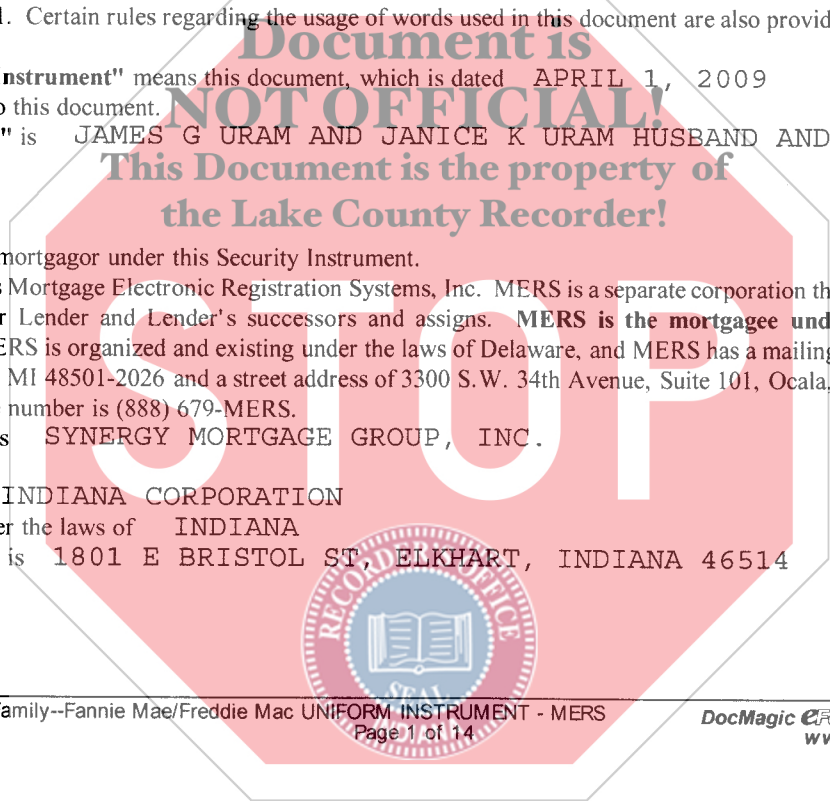 1. Certain rules regarding the usage of words used in this document are also provid
Document is
nstrument" means this document, which is dated APRIL 1, 2009
o this document.
NOT OFFICIAL!
" is JAMES G URAM AND JANICE K URAM HUSBAND AND
This Document is the property of
the Lake County Recorder!
mortgagor under this Security Instrument.
s Mortgage Electronic Registration Systems, Inc. MERS is a separate corporation th
r Lender and Lender's successors and assigns. MERS is the mortgagee und
ERS is organized and existing under the laws of Delaware, and MERS has a mailing
MI 48501-2026 and a street address of 3300 S.W. 34th Avenue, Suite 101, Ocala,
number is (888) 679-MERS.
STOP
s SYNERGY MORTGAGE GROUP, INC.
INDIANA CORPORATION
er the laws of INDIANA
is 1801 E BRISTOL ST, ELKHART, INDIANA 46514
RECORDER'S OFFICE
SEAL
INDIANA
amily--Fannie Mae/Freddie Mac UNIFORM INSTRUMENT - MERS
Page 1 of 14
DocMagic